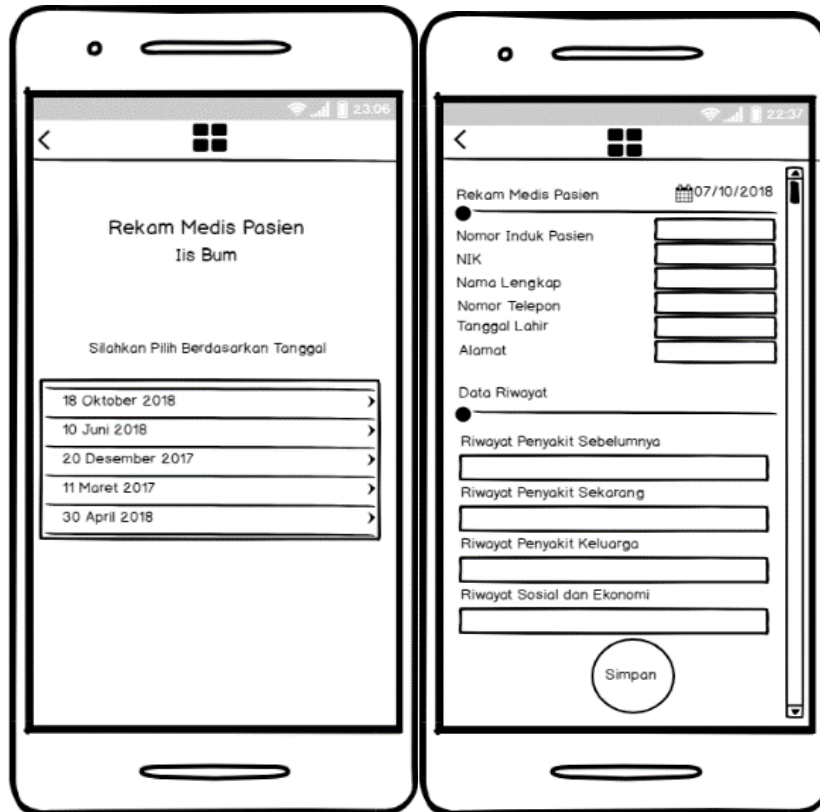 23:06
Rekam Medis Pasien
Iis Bum
Silahkan Pilih Berdasarkan Tanggal
18 Oktober 2018
10 Juni 2018
20 Desember 2017
11 Maret 2017
30 April 2018
22:37
Rekam Medis Pasien 07/10/2018
Nomor Induk Pasien
NIK
Nama Lengkap
Nomor Telepon
Tanggal Lahir
Alamat
Data Riwayat
Riwayat Penyakit Sebelumnya
Riwayat Penyakit Sekarang
Riwayat Penyakit Keluarga
Riwayat Sosial dan Ekonomi
Simpan